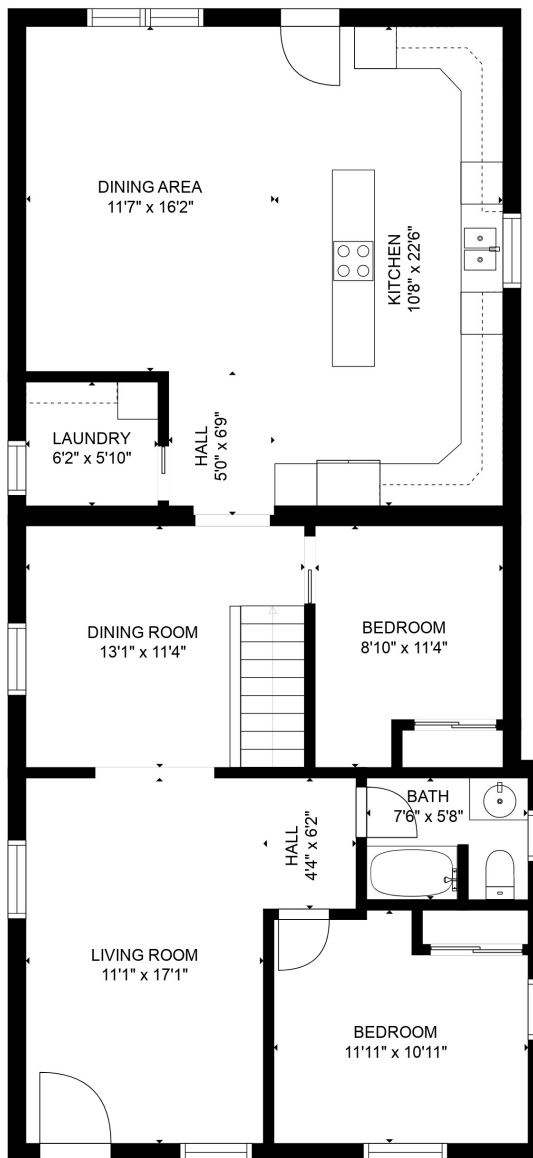 DINING AREA
11'7" x 16'2"
KITCHEN
10'8" x 22'6"
LAUNDRY
6'2" x 5'10"
HALL
5'0" x 6'9"
DINING ROOM
13'1" x 11'4"
BEDROOM
8'10" x 11'4"
BATH
7'6" x 5'8"
HALL
4'4" x 6'2"
LIVING ROOM
11'1" x 17'1"
BEDROOM
11'11" x 10'11"